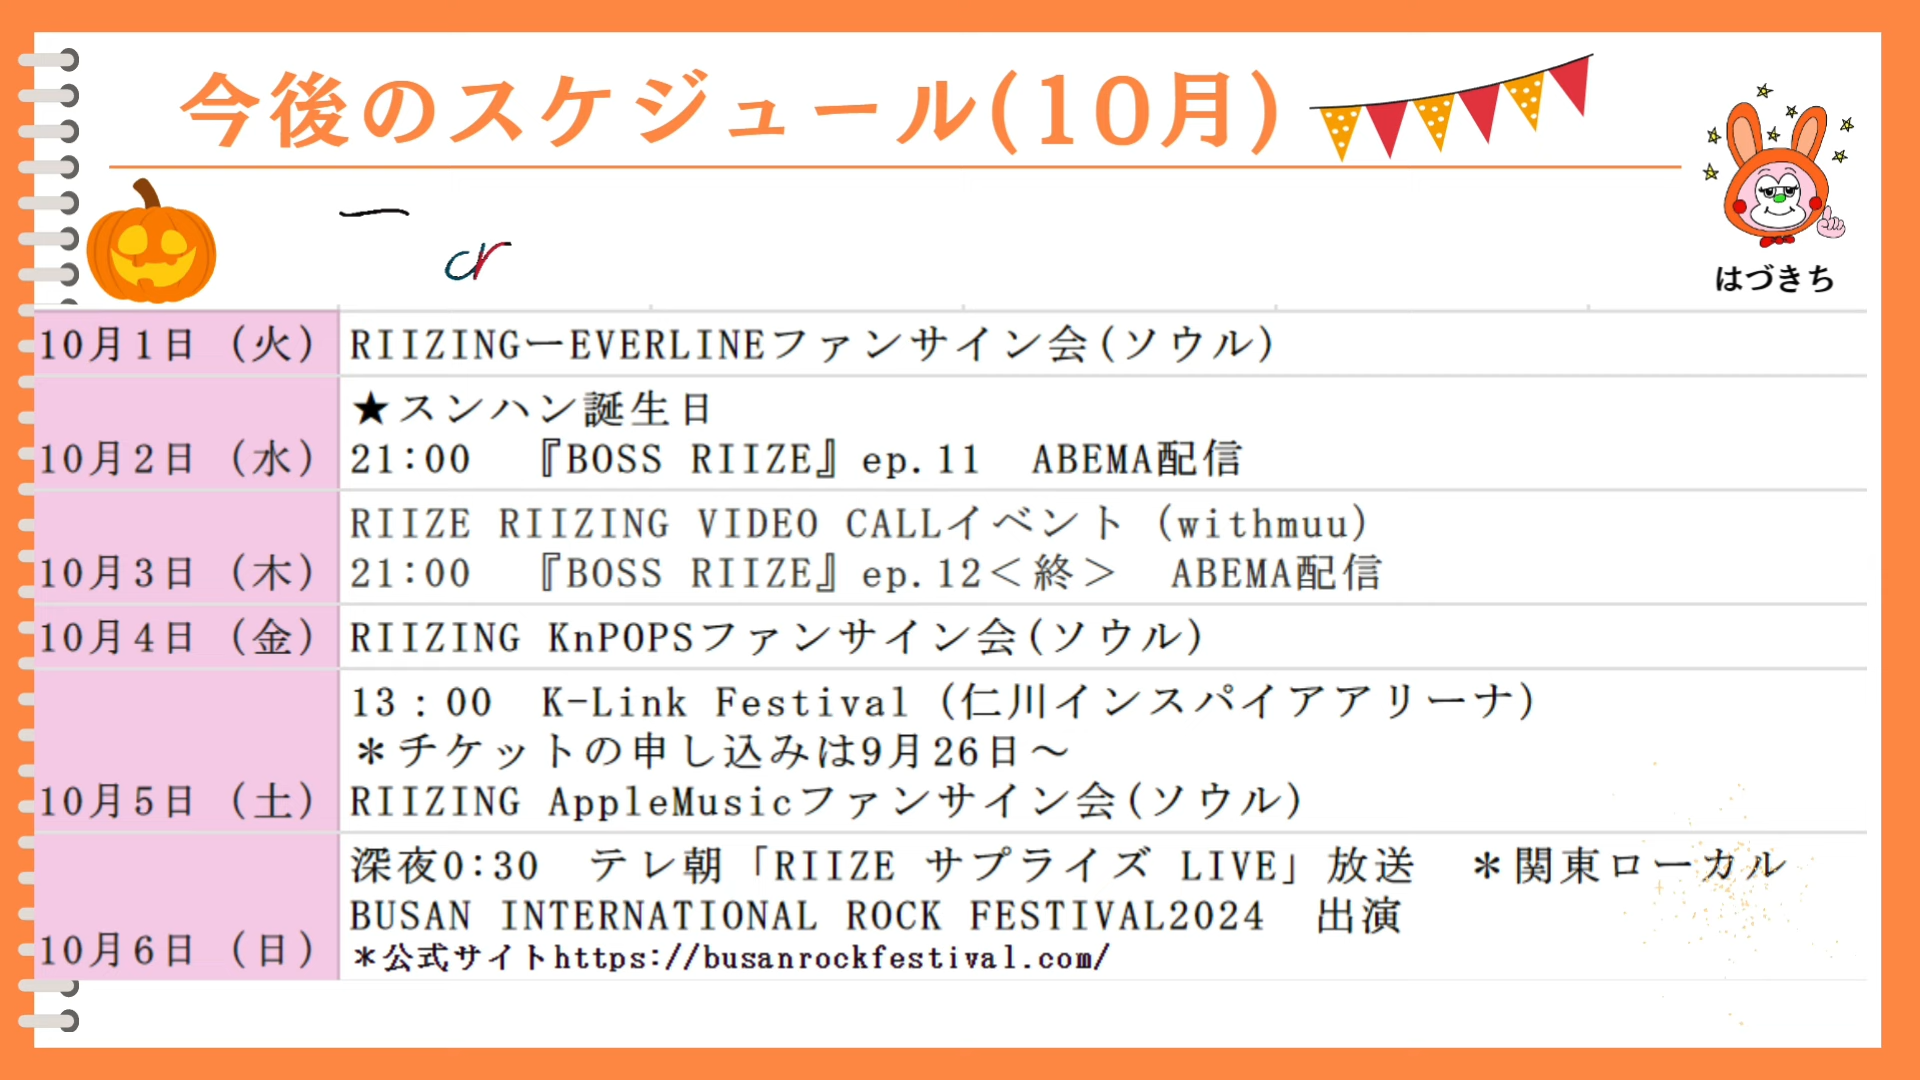 今後のスケジュール(10月)
はづきち
10月1日（火） RIIZINGーEVERLINEファンサイン会(ソウル)
★スンハン誕生日
10月2日（水） 21:00　『BOSS RIIZE』ep.11　ABEMA配信
RIIZE RIIZING VIDEO CALLイベント（withmuu）
10月3日（木） 21:00　『BOSS RIIZE』ep.12＜終＞　ABEMA配信
10月4日（金） RIIZING KnPOPSファンサイン会(ソウル)
13：00　K-Link Festival（仁川インスパイアアリーナ）
＊チケットの申し込みは9月26日～
10月5日（土） RIIZING AppleMusicファンサイン会(ソウル)
深夜0:30　テレ朝「RIIZE サプライズ LIVE」放送　＊関東ローカル
BUSAN INTERNATIONAL ROCK FESTIVAL2024　出演
10月6日（日） ＊公式サイトhttps://busanrockfestival.com/